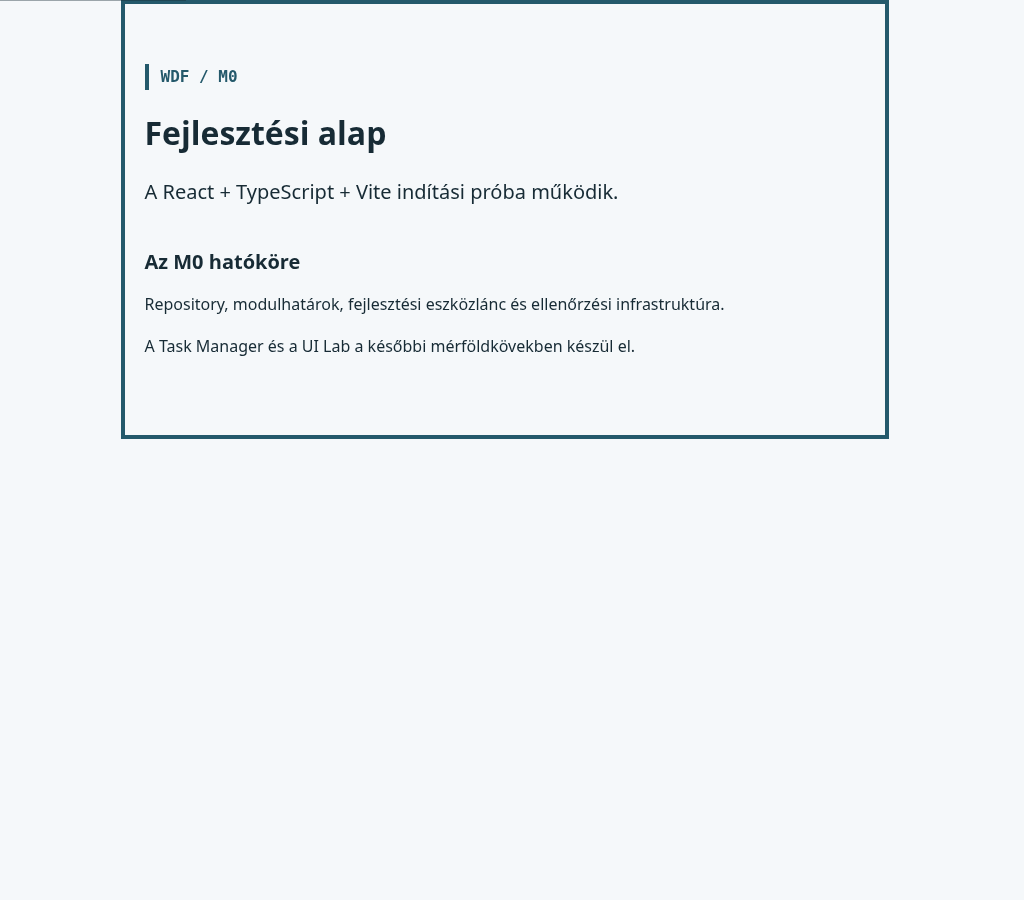 WDF / M0
Fejlesztési alap
A React + TypeScript + Vite indítási próba működik.
Az M0 hatóköre
Repository, modulhatárok, fejlesztési eszközlánc és ellenőrzési infrastruktúra.
A Task Manager és a UI Lab a későbbi mérföldkövekben készül el.